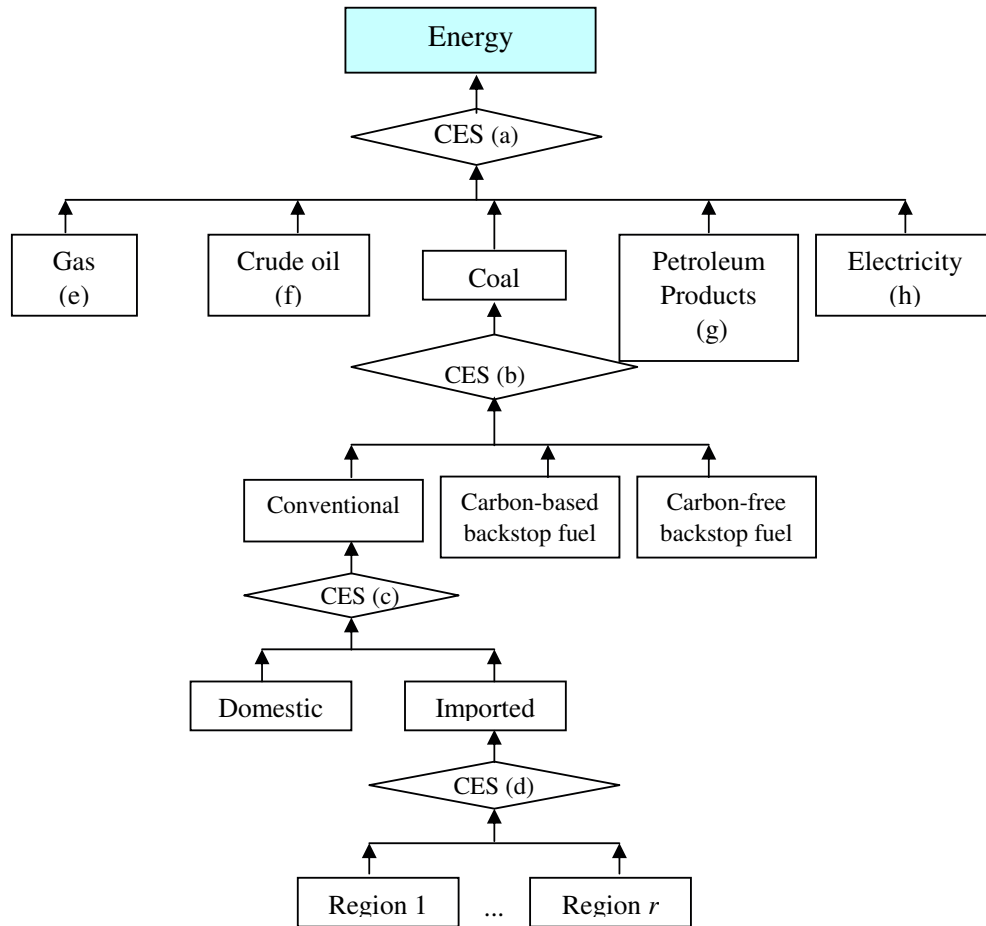 Energy
CES (a)
Gas
(e)
Crude oil
(f)
Coal
Petroleum
Products
(g)
Electricity
(h)
CES (b)
Conventional
Carbon-based
backstop fuel
Carbon-free
backstop fuel
CES (c)
Domestic
Imported
CES (d)
Region 1
...
Region r